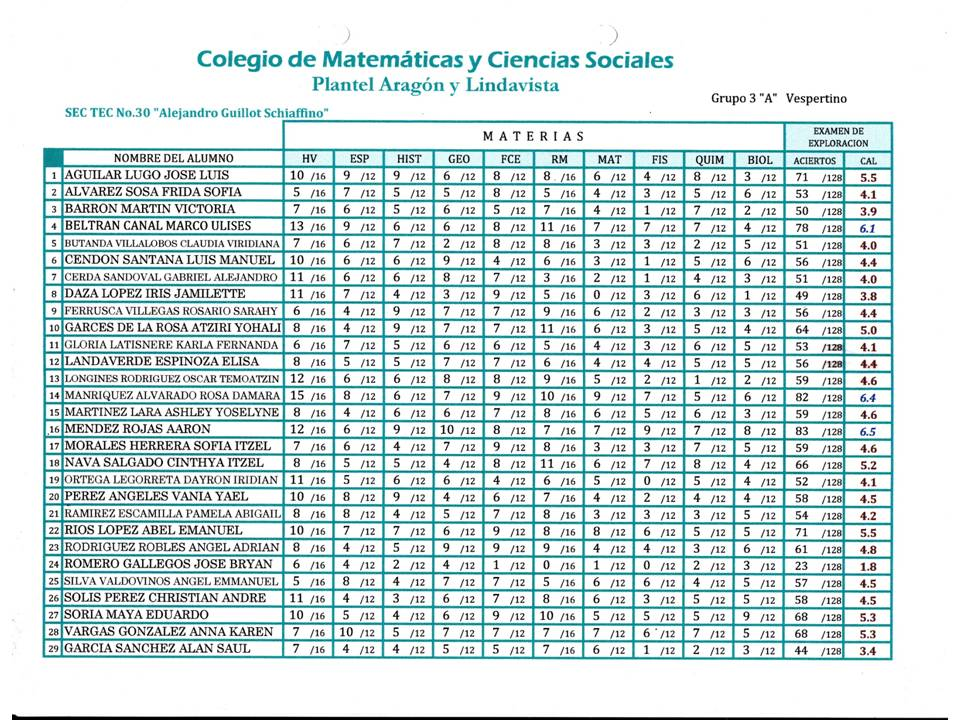 Colegio de Matemáticas y Ciencias Sociales
Plantel Aragón y Lindavista
Grupo 3 "A" Vespertino
SEC TEC No.30 "Alejandro Guillot Schiaffino"
MATERIAS EXAMEN DE EXPLORACION
NOMBRE DEL ALUMNO HV ESP HIST GEO FCE RM MAT FIS QUIM BIOL ACIERTOS CAL
1 AGUILAR LUGO JOSE LUIS 10 /16 9 /12 9 /12 6 /12 8 /12 8 /16 6 /12 4 /12 8 /12 3 /12 71 /128 5.5
2 ALVAREZ SOSA FRIDA SOFIA 5 /16 7 /12 5 /12 5 /12 8 /12 5 /16 4 /12 3 /12 5 /12 6 /12 53 /128 4.1
3 BARRON MARTIN VICTORIA 7 /16 6 /12 5 /12 6 /12 5 /12 7 /16 4 /12 1 /12 7 /12 2 /12 50 /128 3.9
4 BELTRAN CANAL MARCO ULISES 13 /16 9 /12 6 /12 6 /12 8 /12 11 /16 7 /12 7 /12 7 /12 4 /12 78 /128 6.1
5 BUTANDA VILLALOBOS CLAUDIA VIRIDIANA 7 /16 6 /12 7 /12 2 /12 8 /12 8 /16 3 /12 3 /12 2 /12 5 /12 51 /128 4.0
6 CENDON SANTANA LUIS MANUEL 10 /16 6 /12 6 /12 9 /12 4 /12 6 /16 3 /12 1 /12 5 /12 6 /12 56 /128 4.4
7 CERDA SANDOVAL GABRIEL ALEJANDRO 11 /16 6 /12 6 /12 8 /12 7 /12 3 /16 2 /12 1 /12 4 /12 3 /12 51 /128 4.0
8 DAZA LOPEZ IRIS JAMILETTE 11 /16 7 /12 4 /12 3 /12 9 /12 5 /16 0 /12 3 /12 6 /12 1 /12 49 /128 3.8
9 FERRUSCA VILLEGAS ROSARIO SARAHY 6 /16 4 /12 9 /12 7 /12 7 /12 9 /16 6 /12 2 /12 3 /12 3 /12 56 /128 4.4
10 GARCES DE LA ROSA ATZIRI YOHALI 8 /16 4 /12 9 /12 7 /12 7 /12 11 /16 6 /12 3 /12 5 /12 4 /12 64 /128 5.0
11 GLORIA LATISNERE KARLA FERNANDA 6 /16 7 /12 5 /12 6 /12 6 /12 5 /16 4 /12 3 /12 6 /12 5 /12 53 /128 4.1
12 LANDAVERDE ESPINOZA ELISA 8 /16 5 /12 5 /12 7 /12 7 /12 6 /16 4 /12 4 /12 5 /12 5 /12 56 /128 4.4
13 LONGINES RODRIGUEZ OSCAR TEMOATZIN 12 /16 6 /12 6 /12 8 /12 8 /12 9 /16 5 /12 2 /12 1 /12 2 /12 59 /128 4.6
14 MANRIQUEZ ALVARADO ROSA DAMARA 15 /16 8 /12 6 /12 7 /12 9 /12 10 /16 9 /12 7 /12 5 /12 6 /12 82 /128 6.4
15 MARTINEZ LARA ASHLEY YOSELYNE 8 /16 4 /12 6 /12 6 /12 7 /12 8 /16 6 /12 5 /12 6 /12 3 /12 59 /128 4.6
16 MENDEZ ROJAS AARON 12 /16 6 /12 9 /12 10 /12 8 /12 7 /16 7 /12 9 /12 7 /12 8 /12 83 /128 6.5
17 MORALES HERRERA SOFIA ITZEL 7 /16 6 /12 4 /12 7 /12 9 /12 8 /16 3 /12 3 /12 7 /12 5 /12 59 /128 4.6
18 NAVA SALGADO CINTHYA ITZEL 8 /16 5 /12 5 /12 4 /12 8 /12 11 /16 6 /12 7 /12 8 /12 4 /12 66 /128 5.2
19 ORTEGA LEGORRETA DAYRON IRIDIAN 11 /16 5 /12 6 /12 6 /12 4 /12 6 /16 5 /12 0 /12 5 /12 4 /12 52 /128 4.1
20 PEREZ ANGELES VANIA YAEL 10 /16 8 /12 9 /12 4 /12 6 /12 7 /16 4 /12 2 /12 4 /12 4 /12 58 /128 4.5
21 RAMIREZ ESCAMILLA PAMELA ABIGAIL 8 /16 8 /12 4 /12 5 /12 7 /12 8 /16 3 /12 3 /12 3 /12 5 /12 54 /128 4.2
22 RIOS LOPEZ ABEL EMANUEL 10 /16 7 /12 7 /12 6 /12 9 /12 8 /16 8 /12 6 /12 5 /12 5 /12 71 /128 5.5
23 RODRIGUEZ ROBLES ANGEL ADRIAN 8 /16 4 /12 5 /12 9 /12 9 /12 9 /16 4 /12 4 /12 3 /12 6 /12 61 /128 4.8
24 ROMERO GALLEGOS JOSE BRYAN 6 /16 4 /12 2 /12 4 /12 1 /12 0 /16 1 /12 0 /12 2 /12 3 /12 23 /128 1.8
25 SILVA VALDOVINOS ANGEL EMMANUEL 5 /16 8 /12 4 /12 7 /12 7 /12 5 /16 6 /12 6 /12 4 /12 5 /12 57 /128 4.5
26 SOLIS PEREZ CHRISTIAN ANDRE 11 /16 4 /12 3 /12 6 /12 7 /12 8 /16 6 /12 3 /12 5 /12 5 /12 58 /128 4.5
27 SORIA MAYA EDUARDO 10 /16 5 /12 4 /12 6 /12 9 /12 10 /16 5 /12 5 /12 5 /12 9 /12 68 /128 5.3
28 VARGAS GONZALEZ ANNA KAREN 7 /16 10 /12 5 /12 7 /12 7 /12 7 /16 7 /12 6 /12 7 /12 5 /12 68 /128 5.3
29 GARCIA SANCHEZ ALAN SAUL 7 /16 4 /12 4 /12 5 /12 5 /12 7 /16 6 /12 1 /12 2 /12 3 /12 44 /128 3.4